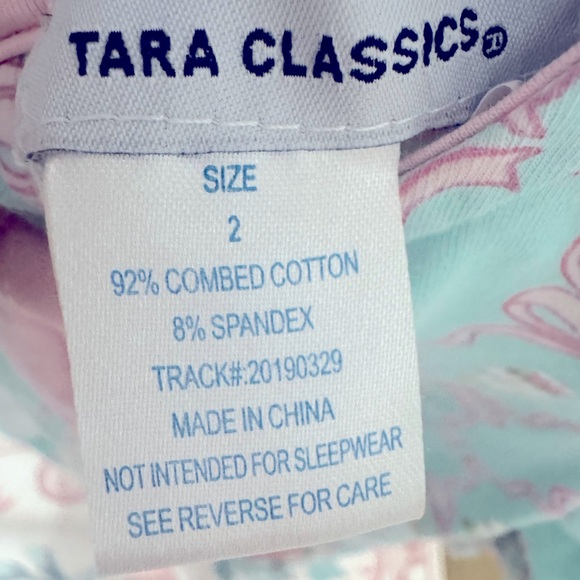 TARA CLASSICS®
SIZE
2
92% COMBED COTTON
8% SPANDEX
TRACK#:20190329
MADE IN CHINA
NOT INTENDED FOR SLEEPWEAR
SEE REVERSE FOR CARE